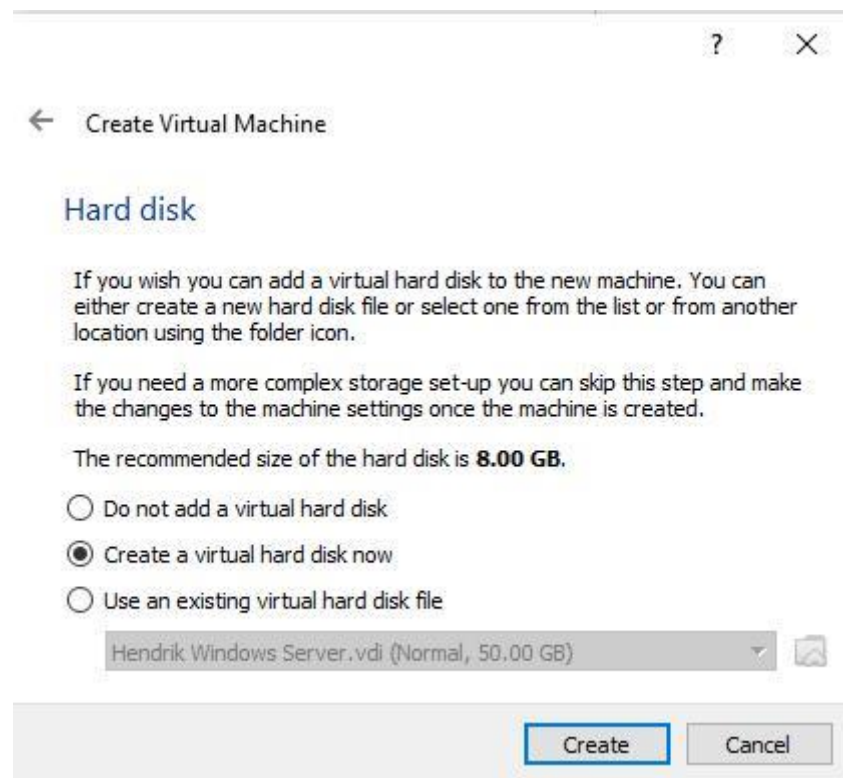 ?
Create Virtual Machine
Hard disk
If you wish you can add a virtual hard disk to the new machine. You can
either create a new hard disk file or select one from the list or from another
location using the folder icon.
If you need a more complex storage set-up you can skip this step and make
the changes to the machine settings once the machine is created.
The recommended size of the hard disk is 8.00 GB.
Do not add a virtual hard disk
Create a virtual hard disk now
Use an existing virtual hard disk file
Hendrik Windows Server.vdi (Normal, 50.00 GB)
Create Cancel